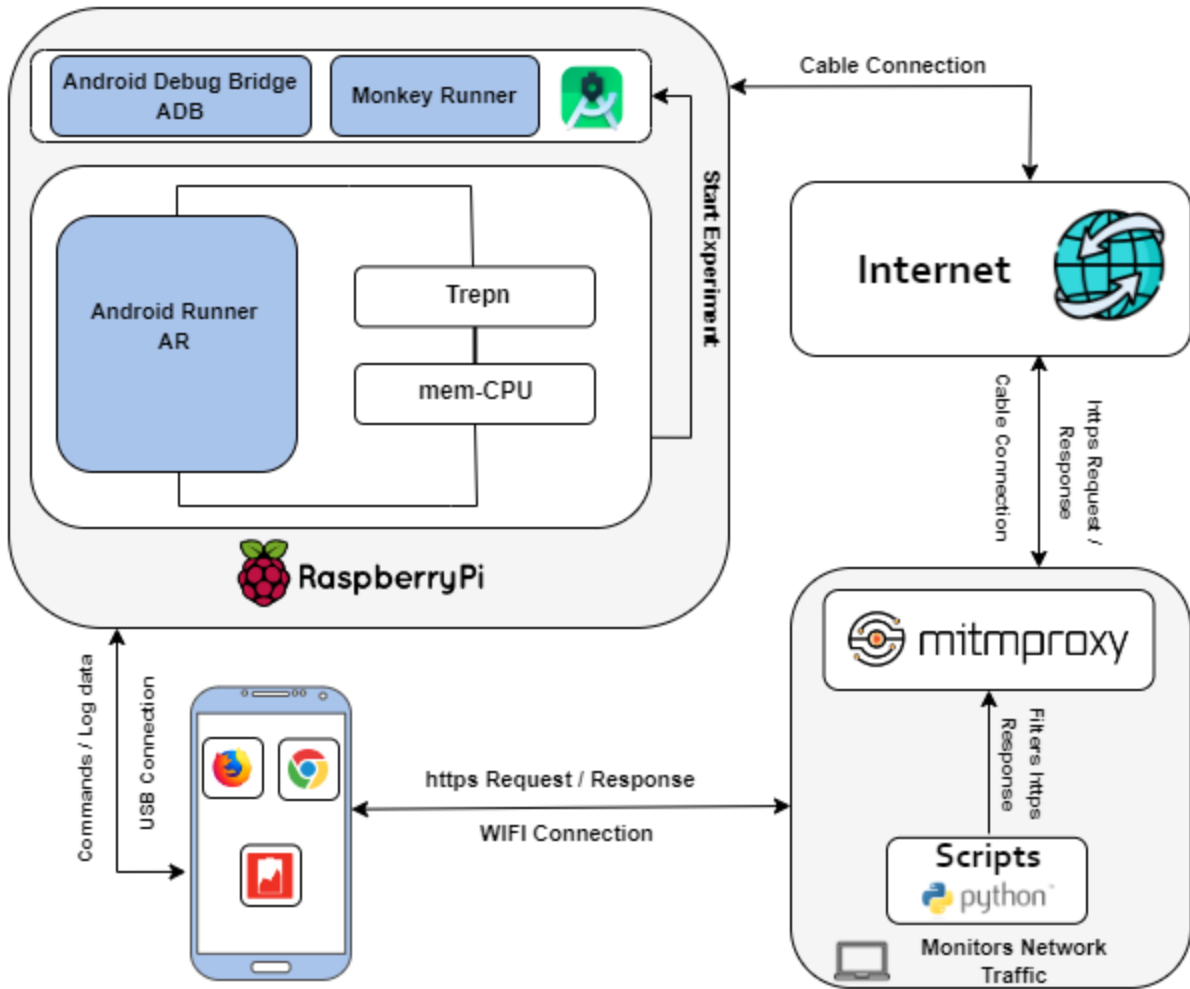 Android Debug Bridge
ADB
Monkey Runner
Start Experiment
Android Runner
AR
Trepn
mem-CPU
RaspberryPi
Cable Connection
Internet
Cable Connection
https Request /
Response
mitmproxy
Filters https
Response
Scripts
python
Monitors Network
Traffic
Commands / Log data
USB Connection
https Request / Response
WIFI Connection